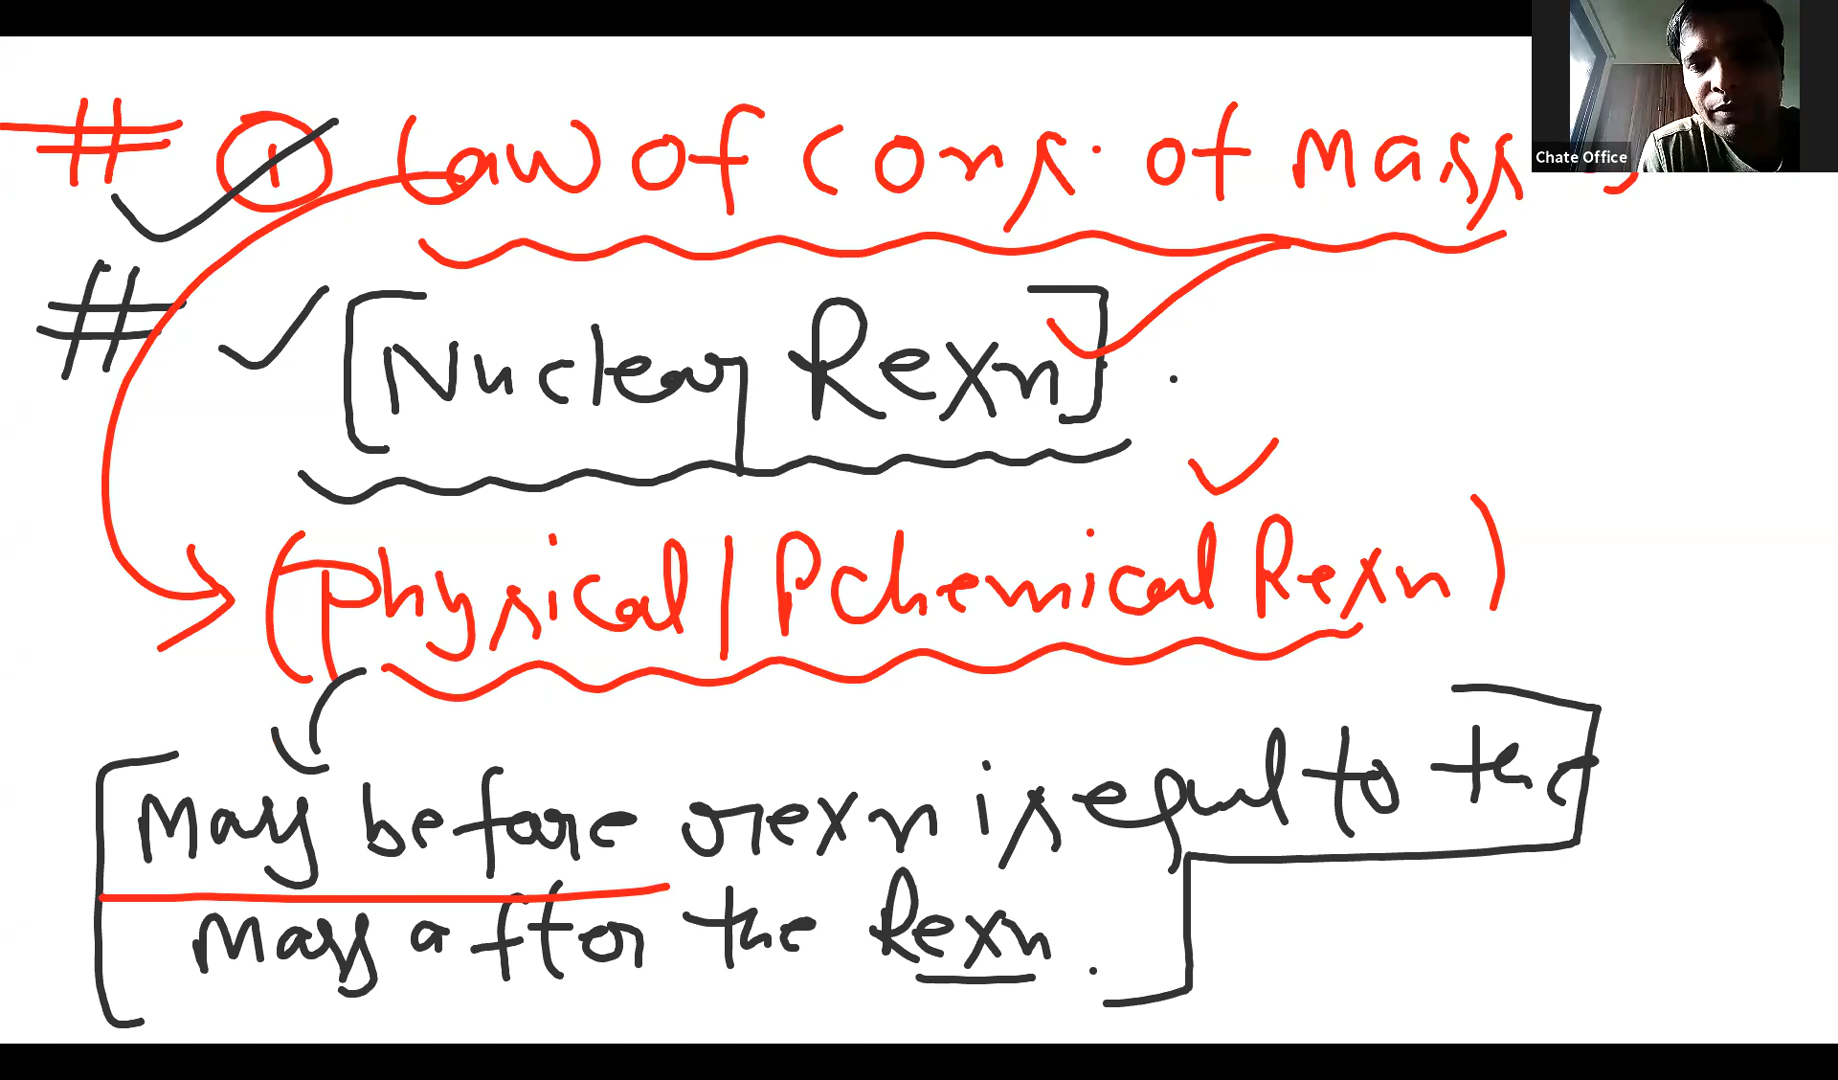 # ① Law of Cons. of Mass
Chate Office
# [Nuclear Rexn] .
(Physical | Pchemical Rexn)
[Mass before rexn is equal to the
Mass after the Rexn.]